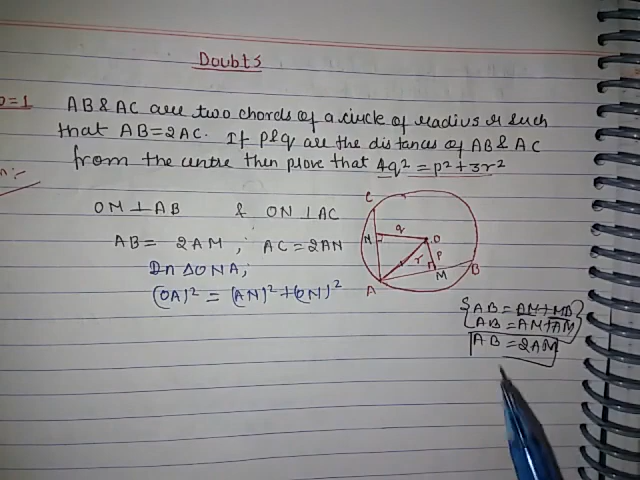 Doubts
Q=1 AB & AC are two chords of a circle of radius r such
that AB=2AC. If p&q are the distances of AB & AC
from the centre then prove that 4q² = p²+3r²
n:-
OM⊥AB & ON⊥AC
AB= 2AM; AC=2AN
In ΔONA;
(OA)² = (AN)²+(ON)²
C
q
N
O
r
P
M
B
A
{AB=AM+MB}
{AB=AM+AM}
AB=2AM